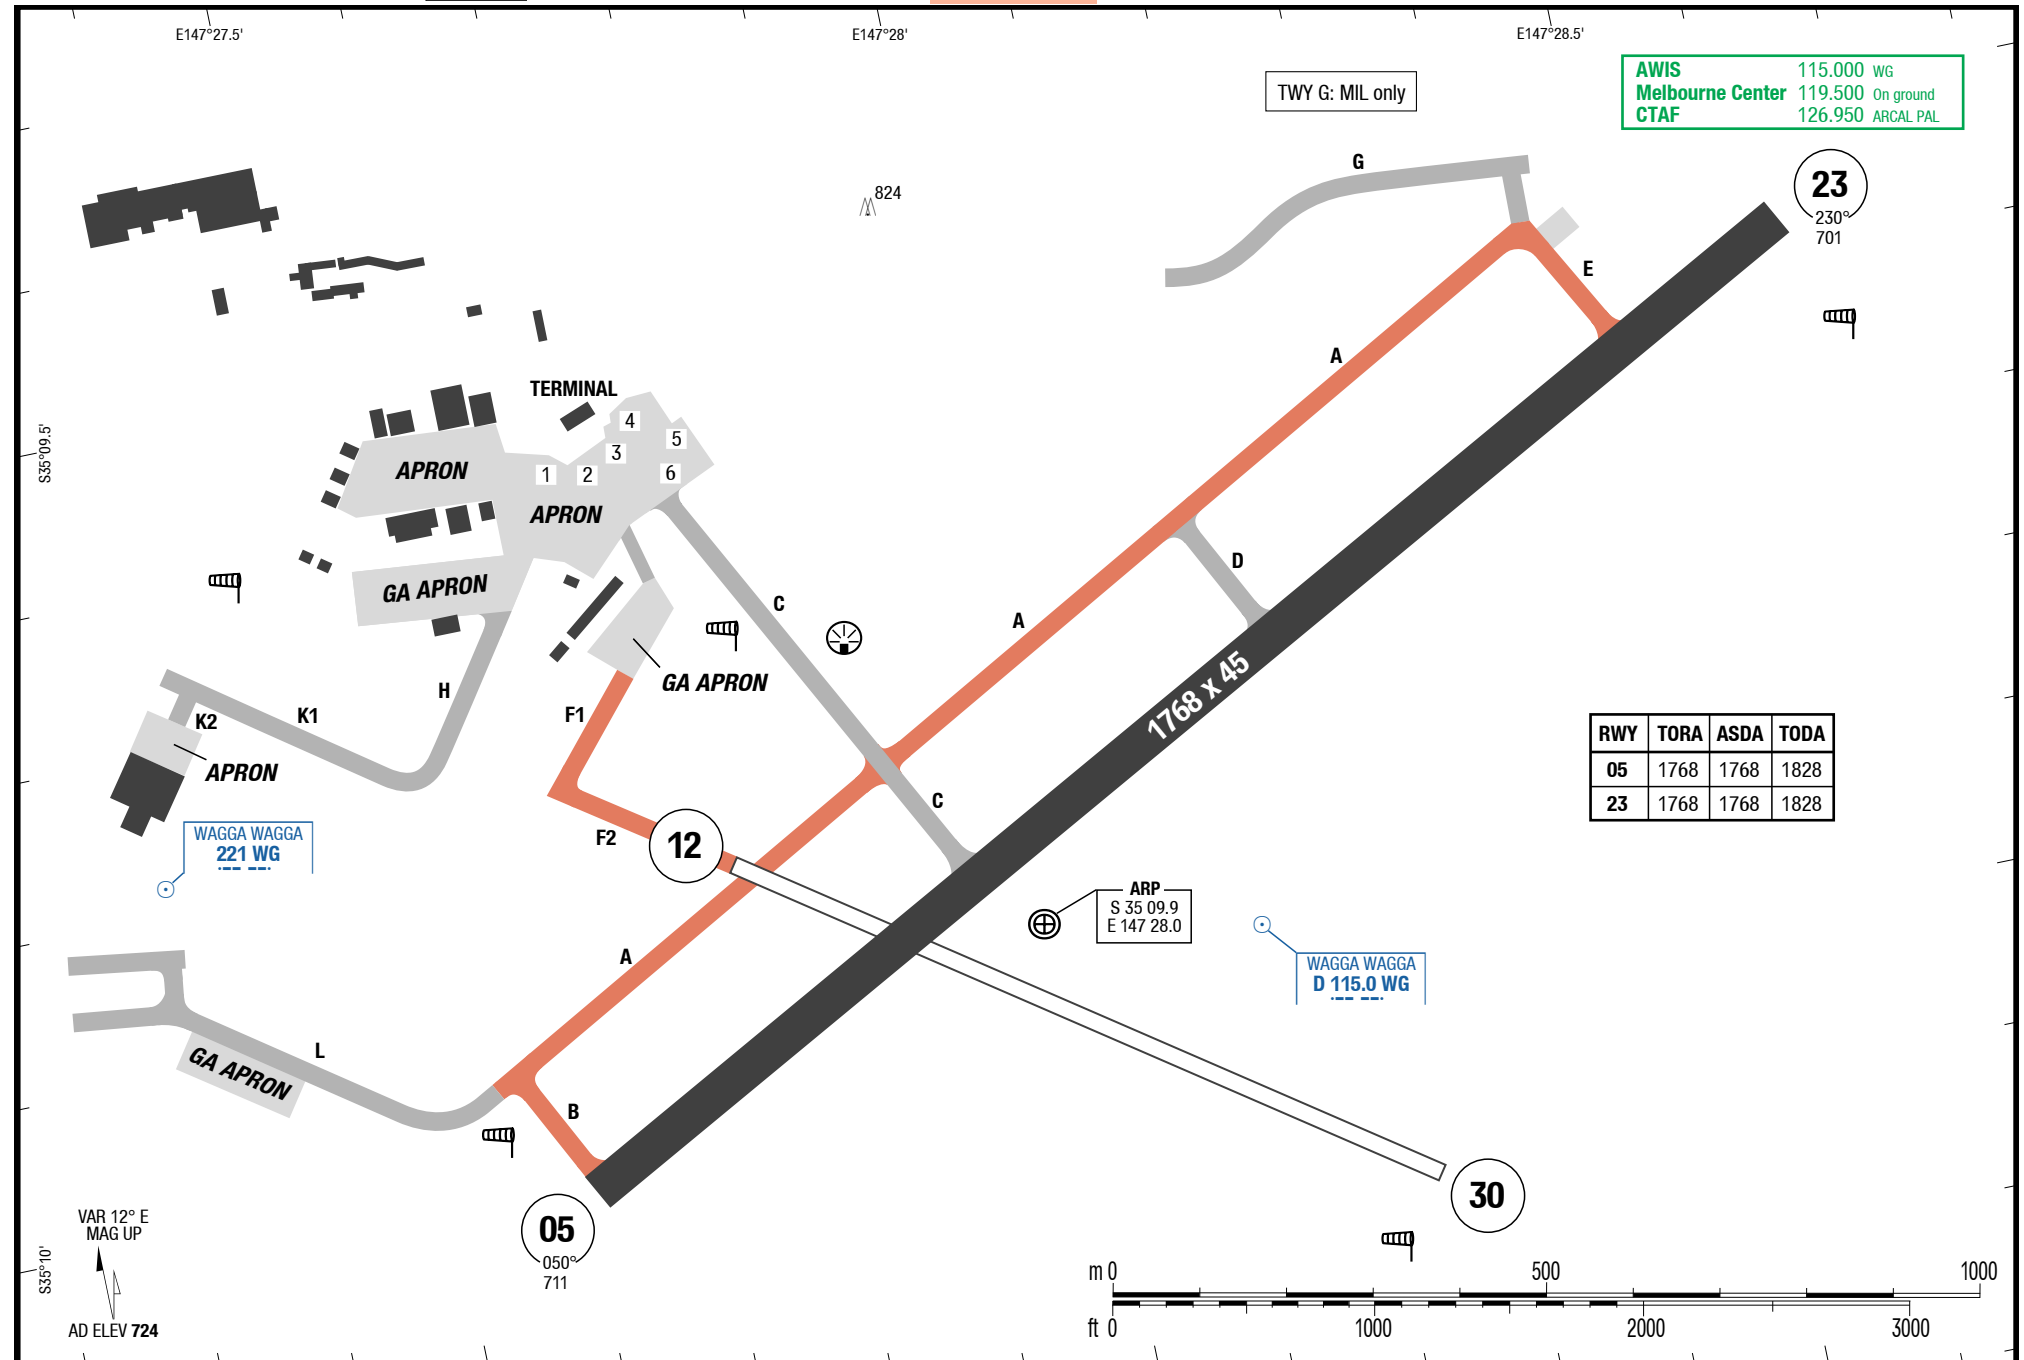 E147°27.5'
E147°28'
E147°28.5'
TWY G: MIL only
AWIS 115.000 WG
Melbourne Center 119.500 On ground
CTAF 126.950 ARCAL PAL
G
23
230°
701
824
E
A
TERMINAL
4
5
3
1
2
6
APRON
APRON
S35°09.5'
D
GA APRON
C
A
GA APRON
H
F1
K1
K2
APRON
1768 x 45
RWY TORA ASDA TODA
05 1768 1768 1828
23 1768 1768 1828
C
F2
12
WAGGA WAGGA
221 WG
ARP
S 35 09.9
E 147 28.0
A
WAGGA WAGGA
D 115.0 WG
L
GA APRON
B
30
05
050°
711
VAR 12° E
MAG UP
S35°10'
AD ELEV 724
m 0 500 1000
ft 0 1000 2000 3000